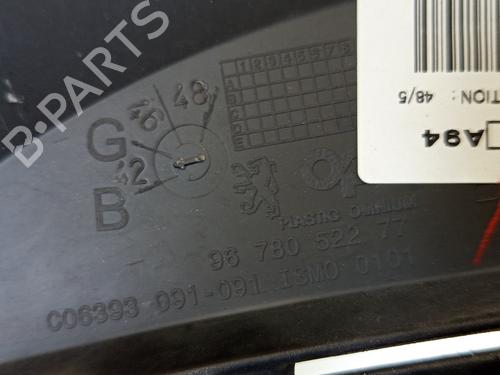 B-PARTS
1 2 3 4 5 6 7 8
A
B
C
D
E
46
48
G
42
B
TION : 48/5
A94
PLASTIC OMNIUM
96 780 522 77
C06393 091-091 ISMO 0101